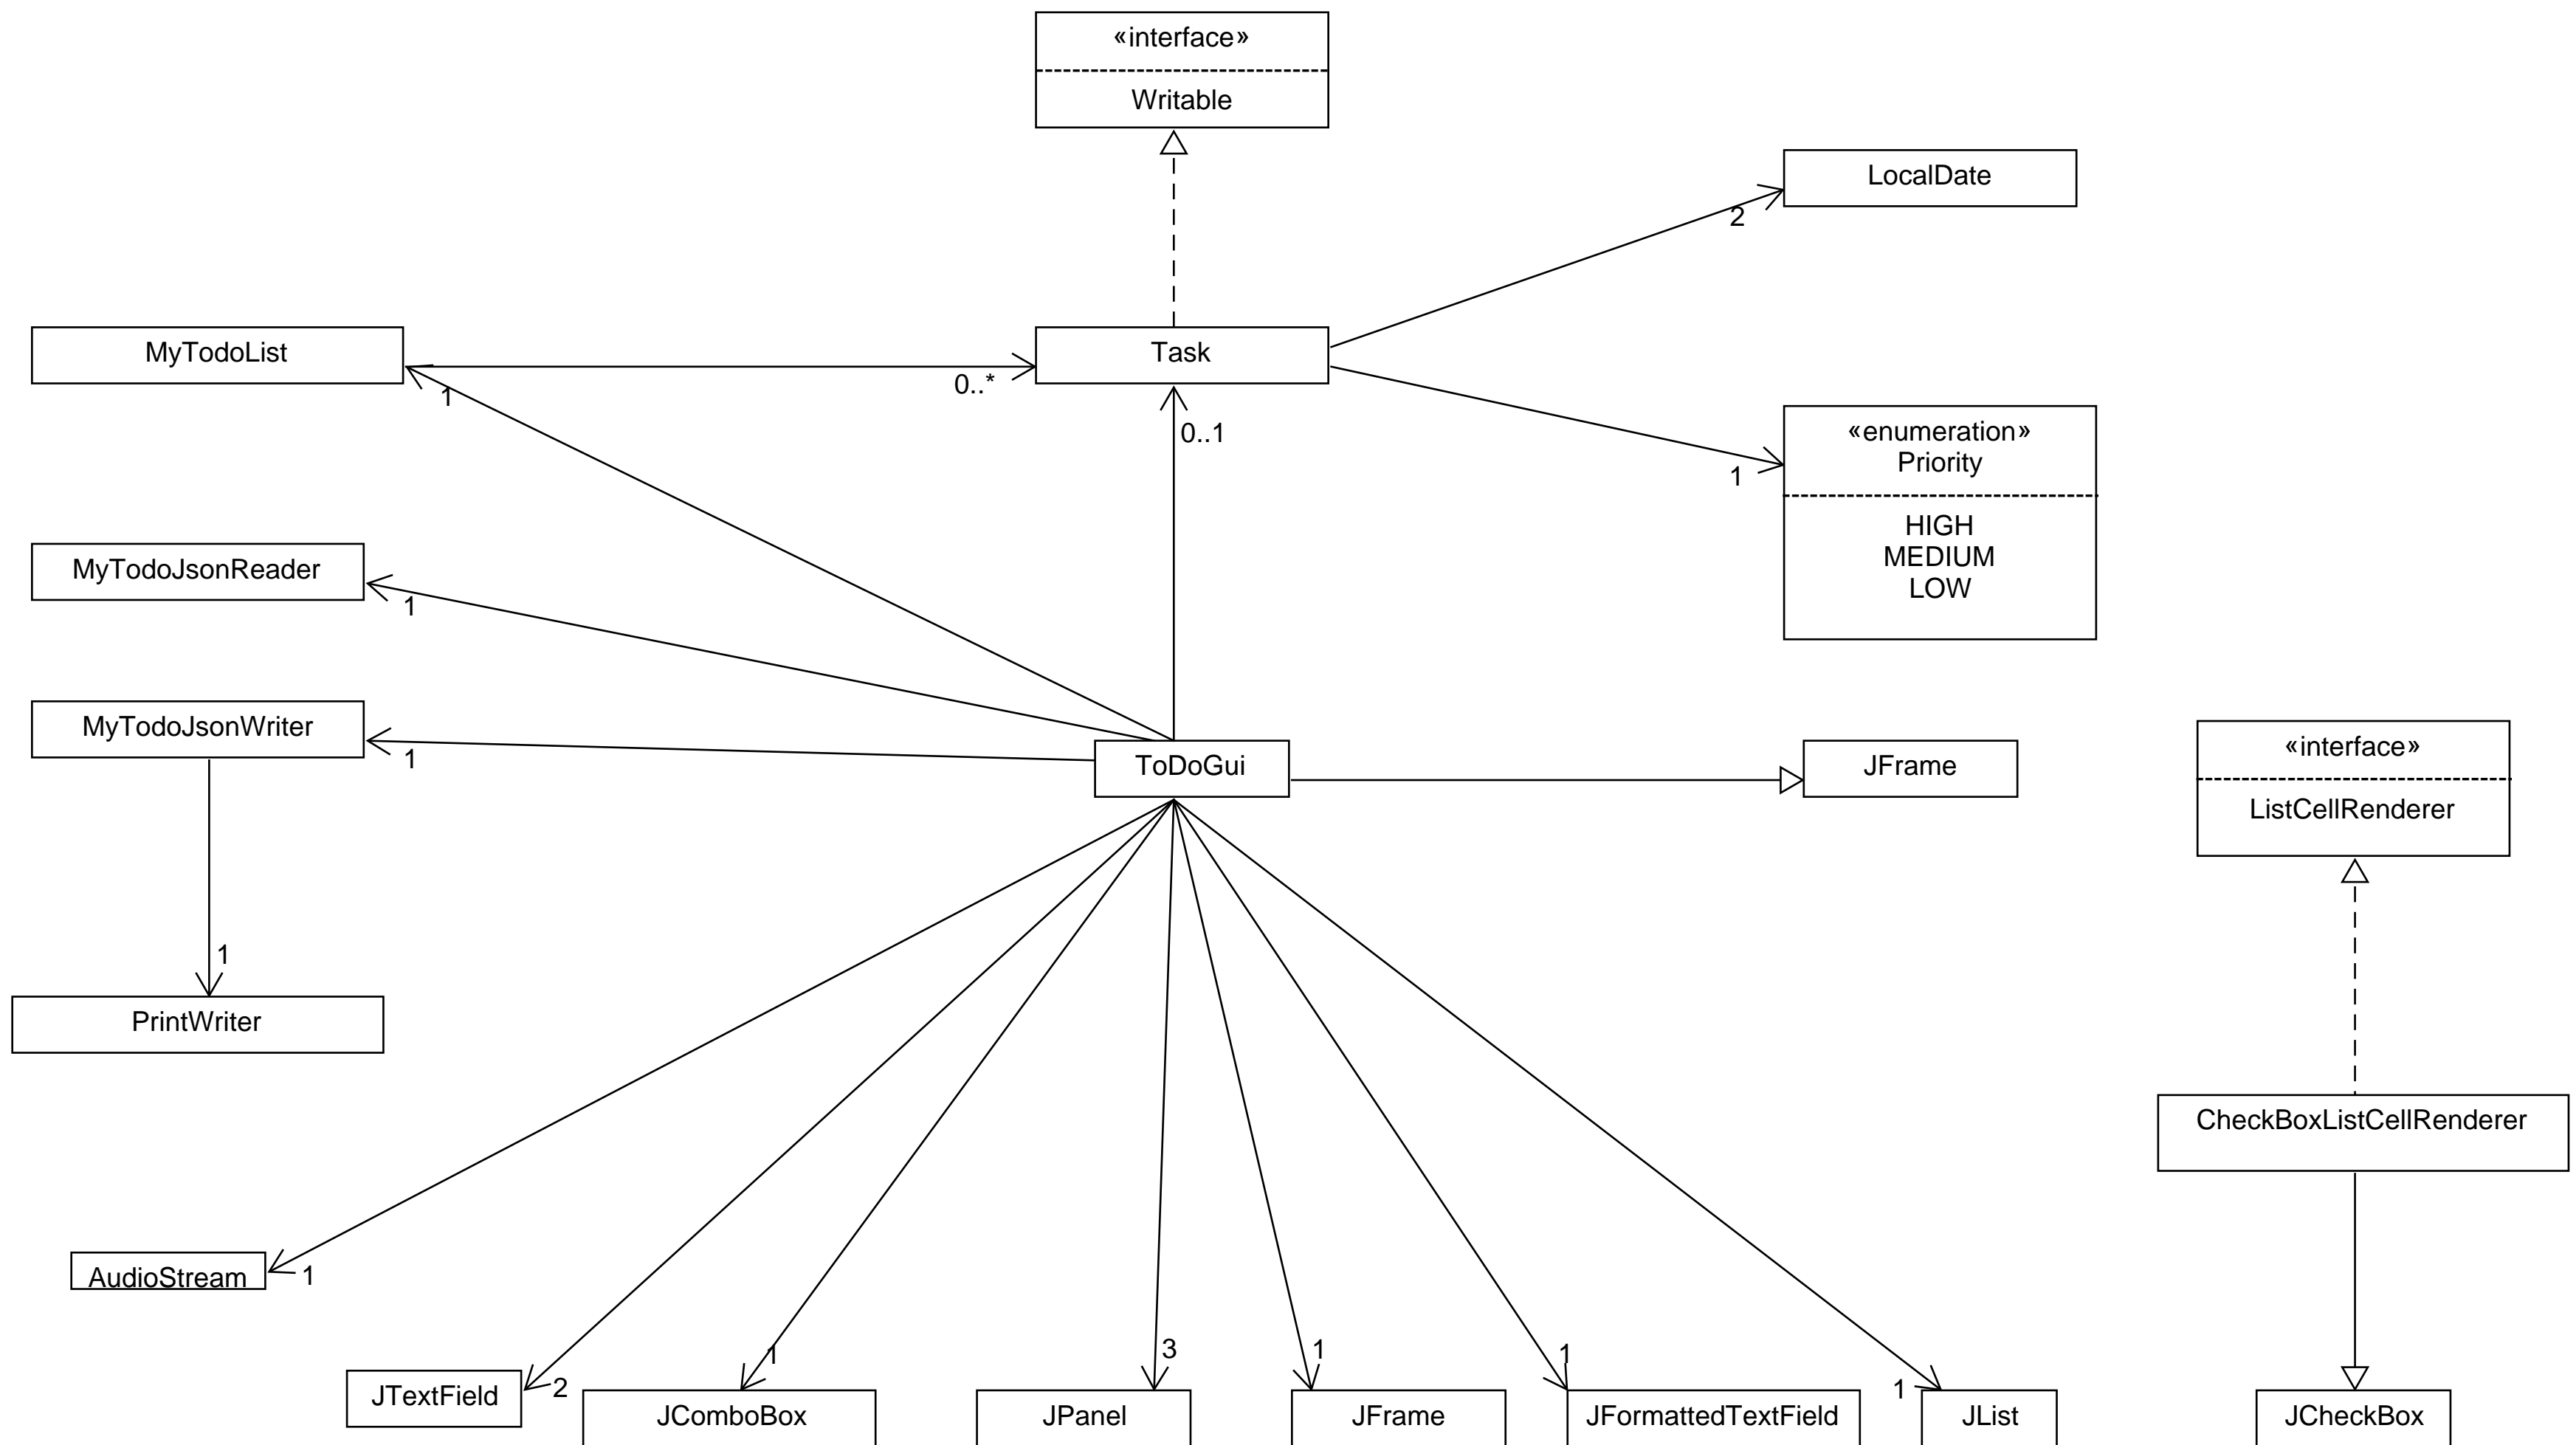 «interface»
Writable
LocalDate
2
MyTodoList
1
0..*
Task
0..1
«enumeration»
Priority
1
HIGH
MEDIUM
LOW
MyTodoJsonReader
1
MyTodoJsonWriter
1
ToDoGui
JFrame
«interface»
ListCellRenderer
1
PrintWriter
CheckBoxListCellRenderer
AudioStream
1
JTextField
2
1
JComboBox
3
JPanel
1
JFrame
1
JFormattedTextField
1
JList
JCheckBox